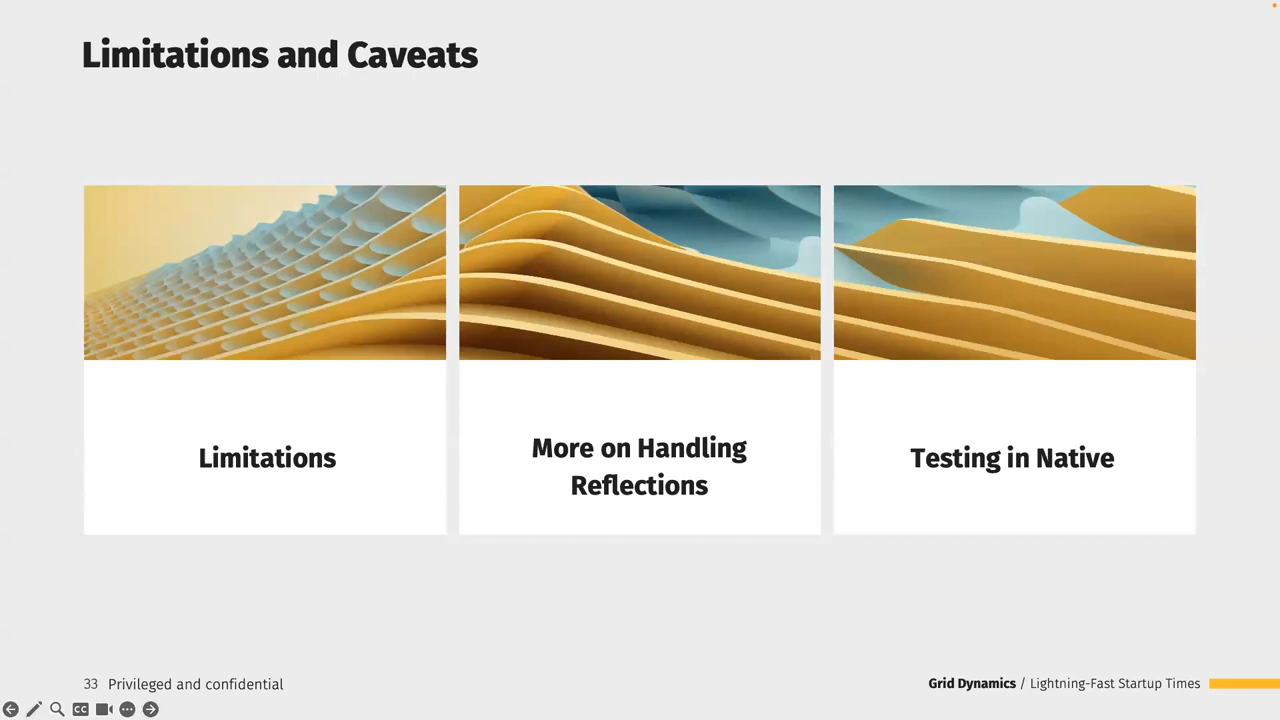 Limitations and Caveats
Limitations
More on Handling
Reflections
Testing in Native
33 Privileged and confidential
Grid Dynamics / Lightning-Fast Startup Times
CC